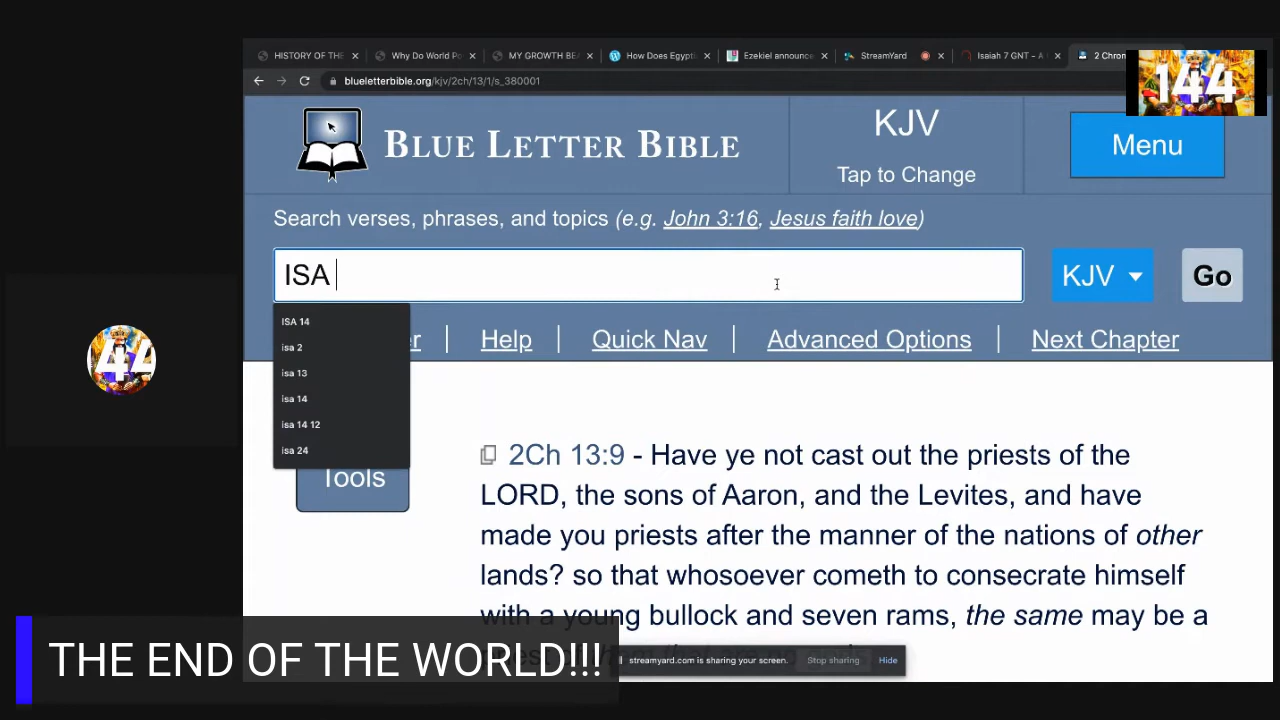 HISTORY OF THE
Why Do World P
MY GROWTH BE
How Does Egypti
Ezekiel announce
StreamYard
Isaiah 7 GNT - A
2 Chron
blueletterbible.org/kjv/2ch/13/1/s_380001
144
BLUE LETTER BIBLE
KJV
Tap to Change
Menu
Search verses, phrases, and topics (e.g. John 3:16, Jesus faith love)
ISA
KJV
Go
ISA 14
isa 2
isa 13
isa 14
isa 14 12
isa 24
er
Help
Quick Nav
Advanced Options
Next Chapter
44
Tools
2Ch 13:9 - Have ye not cast out the priests of the
LORD, the sons of Aaron, and the Levites, and have
made you priests after the manner of the nations of other
lands? so that whosoever cometh to consecrate himself
with a young bullock and seven rams, the same may be a
streamyard.com is sharing your screen.
Stop sharing
Hide
THE END OF THE WORLD!!!